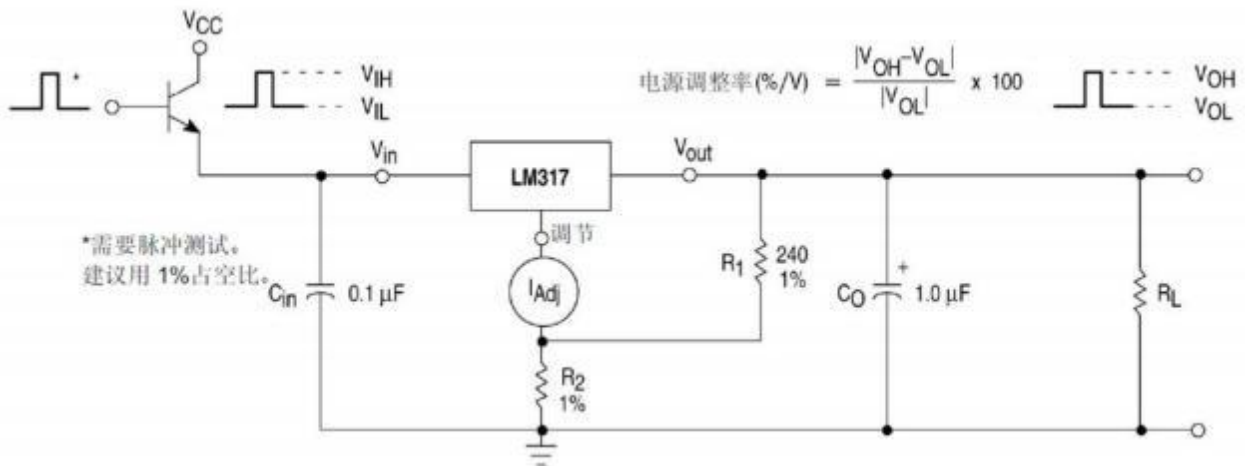 VCC
*
VIH
VIL
电源调整率(%/V) = |VOH-VOL| / |VOL| x 100
VOH
VOL
Vin
LM317
Vout
*需要脉冲测试。
建议用 1%占空比。
调节
Cin
0.1 μF
IAdj
R1
240
1%
CO
+
1.0 μF
RL
R2
1%